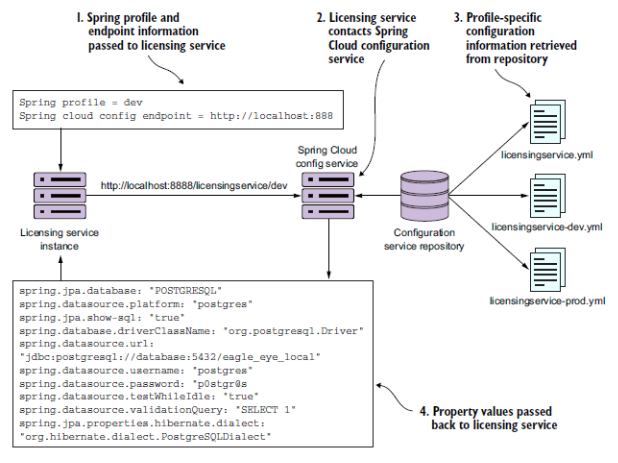 1. Spring profile and
endpoint information
passed to licensing service
2. Licensing service
contacts Spring
Cloud configuration
service
3. Profile-specific
configuration
information retrieved
from repository
Spring profile = dev
Spring cloud config endpoint = http://localhost:888
Spring Cloud
config service
licensingservice.yml
http://localhost:8888/licensingservice/dev
Licensing service
instance
Configuration
service repository
licensingservice-dev.yml
licensingservice-prod.yml
spring.jpa.database: "POSTGRESQL"
spring.datasource.platform: "postgres"
spring.jpa.show-sql: "true"
spring.database.driverClassName: "org.postgresql.Driver"
spring.datasource.url:
"jdbc:postgresql://database:5432/eagle_eye_local"
spring.datasource.username: "postgres"
spring.datasource.password: "p0stgr@s
spring.datasource.testWhileIdle: "true"
spring.datasource.validationQuery: "SELECT 1"
spring.jpa.properties.hibernate.dialect:
"org.hibernate.dialect.PostgreSQLDialect"
4. Property values passed
back to licensing service